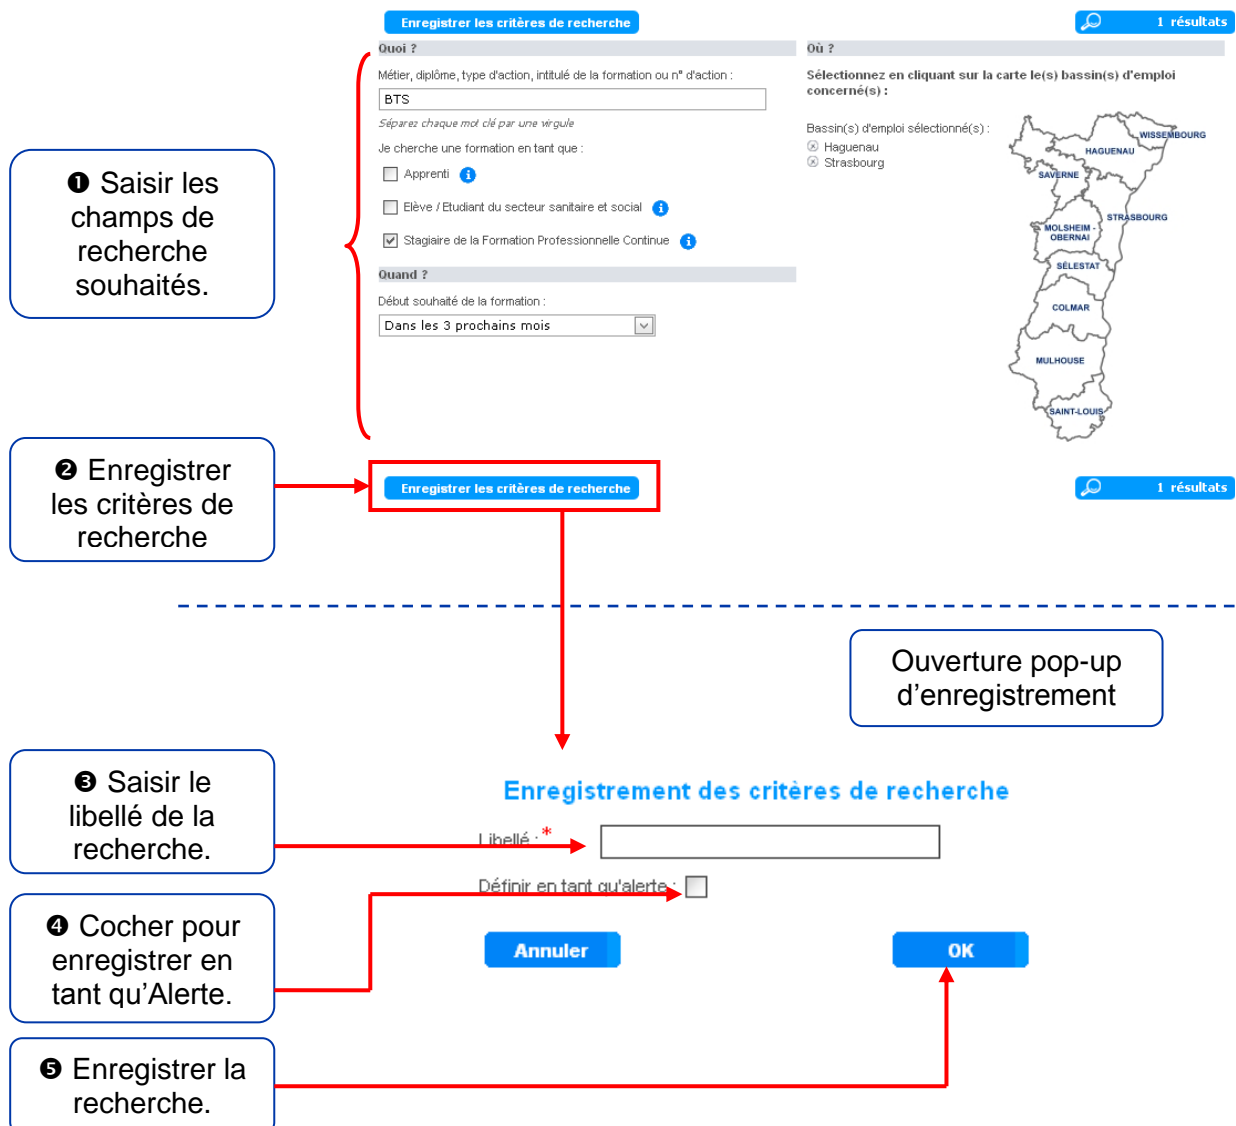 Enregistrer les critères de recherche
1 résultats
Quoi ?
Métier, diplôme, type d'action, intitulé de la formation ou n° d'action :
BTS
Séparez chaque mot clé par une virgule
Je cherche une formation en tant que :
Apprenti
Elève / Etudiant du secteur sanitaire et social
Stagiaire de la Formation Professionnelle Continue
Quand ?
Début souhaité de la formation :
Dans les 3 prochains mois
Où ?
Sélectionnez en cliquant sur la carte le(s) bassin(s) d'emploi
concerné(s) :
Bassin(s) d'emploi sélectionné(s) :
Haguenau
Strasbourg
WISSEMBOURG
HAGUENAU
SAVERNE
STRASBOURG
MOLSHEIM -
OBERNAI
SÉLESTAT
COLMAR
MULHOUSE
SAINT-LOUIS
❶ Saisir les
champs de
recherche
souhaités.
❷ Enregistrer
les critères de
recherche
Enregistrer les critères de recherche
1 résultats
Ouverture pop-up
d’enregistrement
❸ Saisir le
libellé de la
recherche.
Enregistrement des critères de recherche
Libellé : *
Définir en tant qu'alerte :
❹ Cocher pour
enregistrer en
tant qu’Alerte.
Annuler
OK
❺ Enregistrer la
recherche.